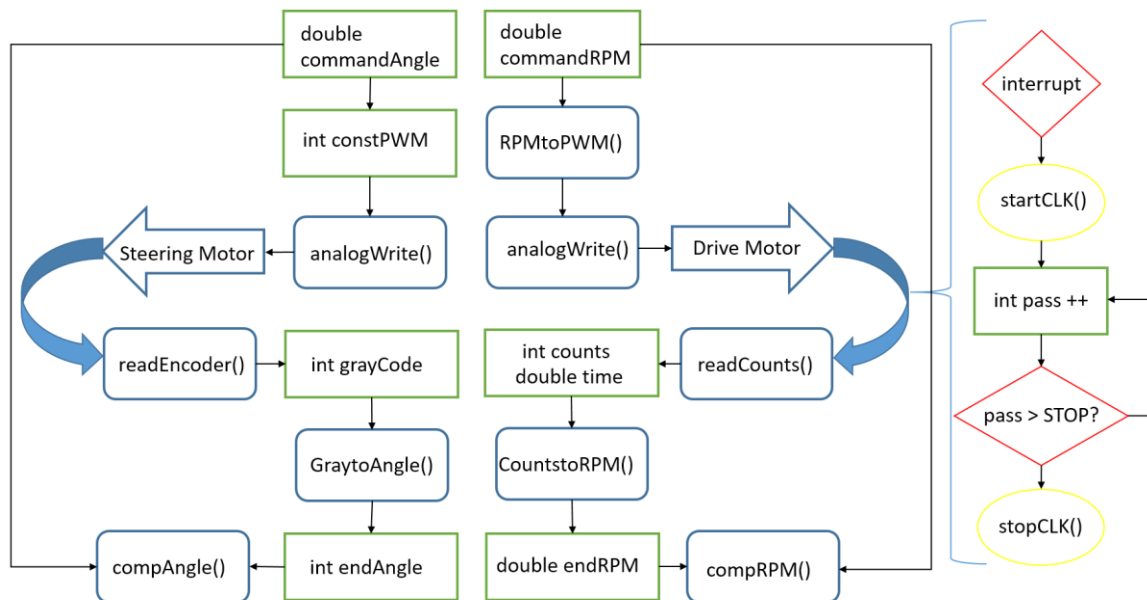 double
commandAngle
double
commandRPM
interrupt
int constPWM
RPMtoPWM()
startCLK()
Steering Motor
analogWrite()
analogWrite()
Drive Motor
int pass ++
readEncoder()
int grayCode
int counts
double time
readCounts()
pass > STOP?
GraytoAngle()
CountstoRPM()
stopCLK()
compAngle()
int endAngle
double endRPM
compRPM()